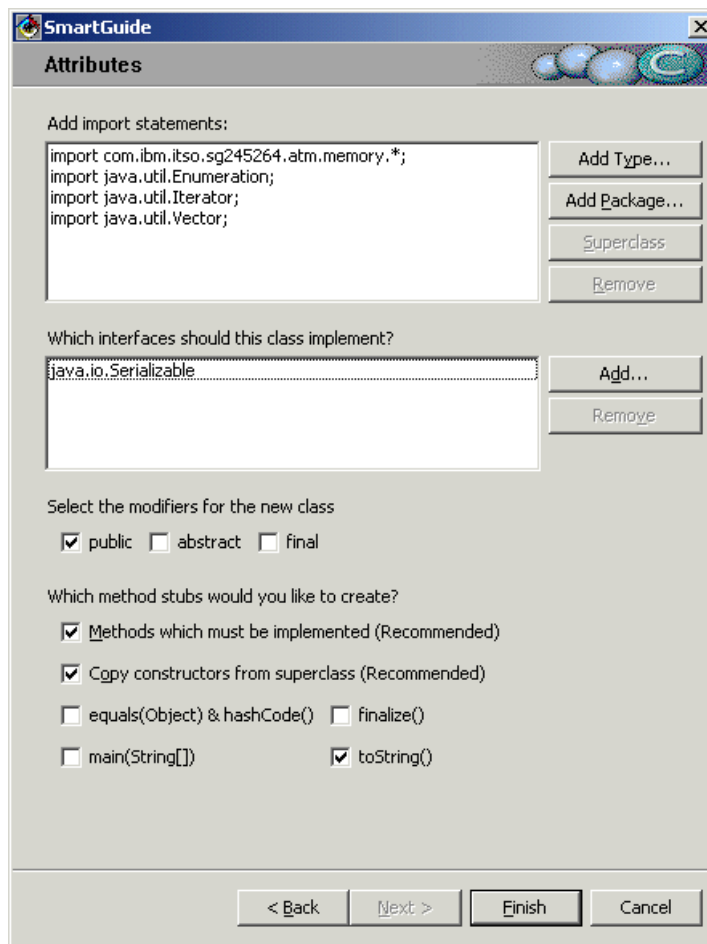 SmartGuide
Attributes
Add import statements:
import com.ibm.itso.sg245264.atm.memory.*;
import java.util.Enumeration;
import java.util.Iterator;
import java.util.Vector;
Add Type...
Add Package...
Superclass
Remove
Which interfaces should this class implement?
java.io.Serializable
Add...
Remove
Select the modifiers for the new class
public abstract final
Which method stubs would you like to create?
Methods which must be implemented (Recommended)
Copy constructors from superclass (Recommended)
equals(Object) & hashCode() finalize()
main(String[]) toString()
< Back Next > Finish Cancel